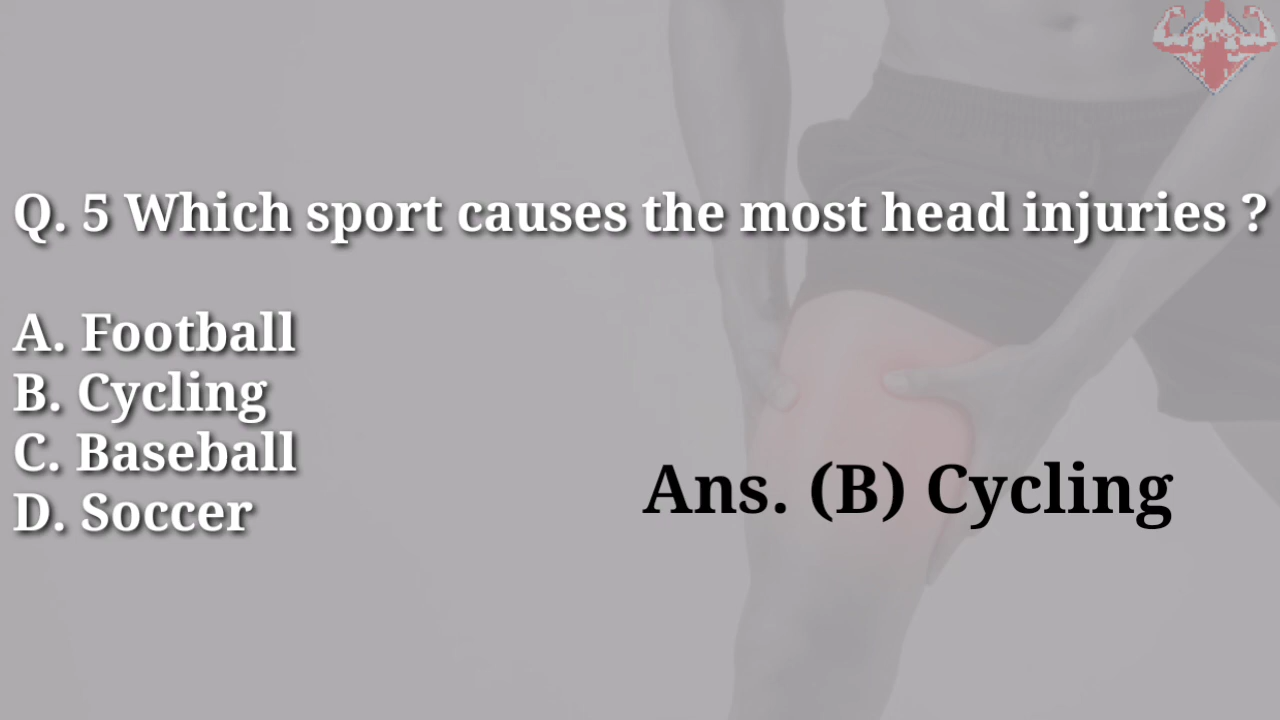 Q. 5 Which sport causes the most head injuries ?
A. Football
B. Cycling
C. Baseball
D. Soccer
Ans. (B) Cycling